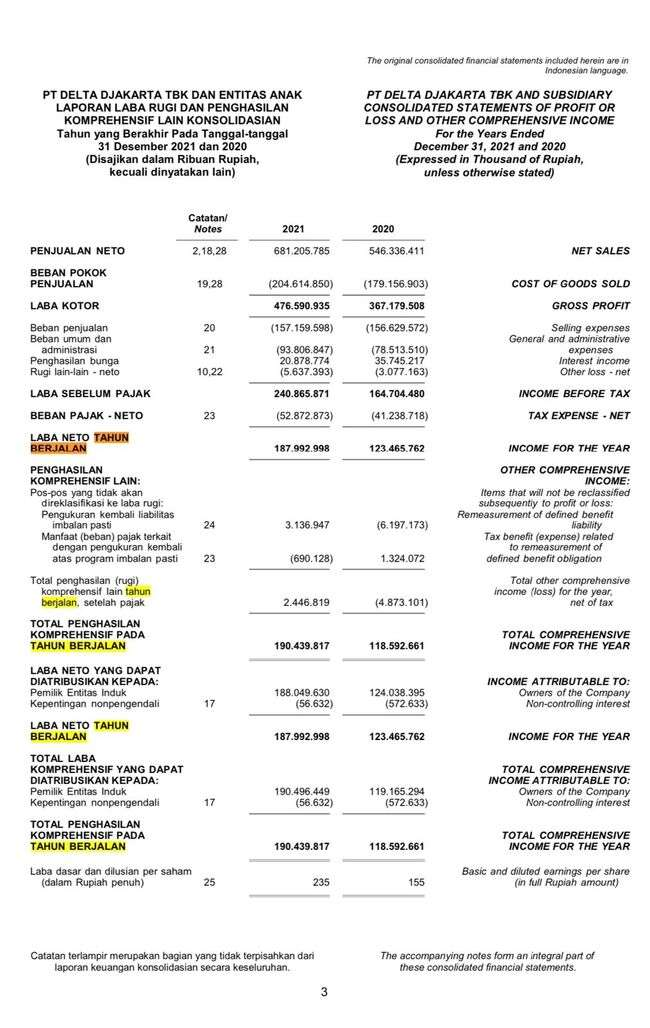 The original consolidated financial statements included herein are in
Indonesian language.
PT DELTA DJAKARTA TBK DAN ENTITAS ANAK
LAPORAN LABA RUGI DAN PENGHASILAN
KOMPREHENSIF LAIN KONSOLIDASIAN
Tahun yang Berakhir Pada Tanggal-tanggal
31 Desember 2021 dan 2020
(Disajikan dalam Ribuan Rupiah,
kecuali dinyatakan lain)
PT DELTA DJAKARTA TBK AND SUBSIDIARY
CONSOLIDATED STATEMENTS OF PROFIT OR
LOSS AND OTHER COMPREHENSIVE INCOME
For the Years Ended
December 31, 2021 and 2020
(Expressed in Thousand of Rupiah,
unless otherwise stated)
Catatan/
Notes 2021 2020
PENJUALAN NETO 2,18,28 681.205.785 546.336.411 NET SALES
BEBAN POKOK
PENJUALAN 19,28 (204.614.850) (179.156.903) COST OF GOODS SOLD
LABA KOTOR 476.590.935 367.179.508 GROSS PROFIT
Beban penjualan 20 (157.159.598) (156.629.572) Selling expenses
Beban umum dan General and administrative
administrasi 21 (93.806.847) (78.513.510) expenses
Penghasilan bunga 20.878.774 35.745.217 Interest income
Rugi lain-lain - neto 10,22 (5.637.393) (3.077.163) Other loss - net
LABA SEBELUM PAJAK 240.865.871 164.704.480 INCOME BEFORE TAX
BEBAN PAJAK - NETO 23 (52.872.873) (41.238.718) TAX EXPENSE - NET
LABA NETO TAHUN
BERJALAN 187.992.998 123.465.762 INCOME FOR THE YEAR
PENGHASILAN OTHER COMPREHENSIVE
KOMPREHENSIF LAIN: INCOME:
Pos-pos yang tidak akan Items that will not be reclassified
direklasifikasi ke laba rugi: subsequently to profit or loss:
Pengukuran kembali liabilitas Remeasurement of defined benefit
imbalan pasti 24 3.136.947 (6.197.173) liability
Manfaat (beban) pajak terkait Tax benefit (expense) related
dengan pengukuran kembali to remeasurement of
atas program imbalan pasti 23 (690.128) 1.324.072 defined benefit obligation
Total penghasilan (rugi) Total other comprehensive
komprehensif lain tahun income (loss) for the year,
berjalan, setelah pajak 2.446.819 (4.873.101) net of tax
TOTAL PENGHASILAN
KOMPREHENSIF PADA TOTAL COMPREHENSIVE
TAHUN BERJALAN 190.439.817 118.592.661 INCOME FOR THE YEAR
LABA NETO YANG DAPAT
DIATRIBUSIKAN KEPADA: INCOME ATTRIBUTABLE TO:
Pemilik Entitas Induk 188.049.630 124.038.395 Owners of the Company
Kepentingan nonpengendali 17 (56.632) (572.633) Non-controlling interest
LABA NETO TAHUN
BERJALAN 187.992.998 123.465.762 INCOME FOR THE YEAR
TOTAL LABA
KOMPREHENSIF YANG DAPAT TOTAL COMPREHENSIVE
DIATRIBUSIKAN KEPADA: INCOME ATTRIBUTABLE TO:
Pemilik Entitas Induk 190.496.449 119.165.294 Owners of the Company
Kepentingan nonpengendali 17 (56.632) (572.633) Non-controlling interest
TOTAL PENGHASILAN
KOMPREHENSIF PADA TOTAL COMPREHENSIVE
TAHUN BERJALAN 190.439.817 118.592.661 INCOME FOR THE YEAR
Laba dasar dan dilusian per saham Basic and diluted earnings per share
(dalam Rupiah penuh) 25 235 155 (in full Rupiah amount)
Catatan terlampir merupakan bagian yang tidak terpisahkan dari
laporan keuangan konsolidasian secara keseluruhan.
The accompanying notes form an integral part of
these consolidated financial statements.
3